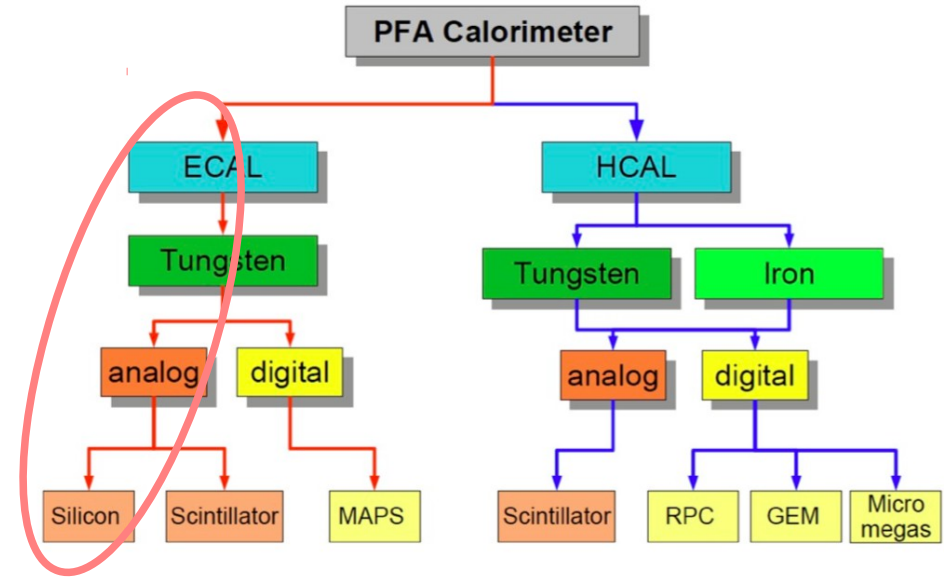 PFA Calorimeter
ECAL
HCAL
Tungsten
Tungsten
Iron
analog
digital
analog
digital
Silicon
Scintillator
MAPS
Scintillator
RPC
GEM
Micro
megas